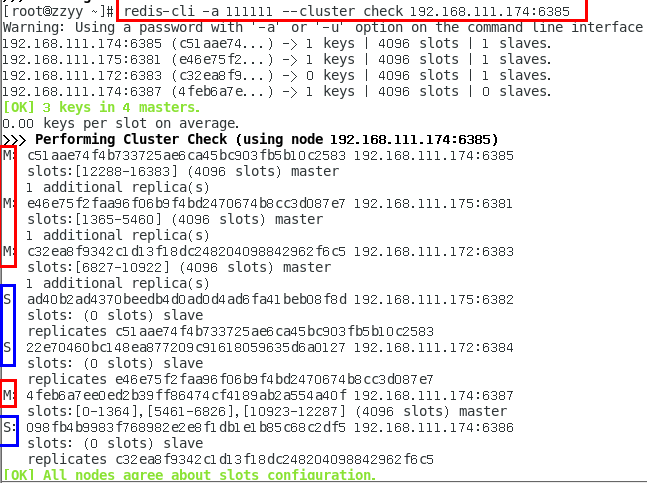 [root@zzyy ~]# redis-cli -a 111111 --cluster check 192.168.111.174:6385
Warning: Using a password with '-a' or '-u' option on the command line interface
192.168.111.174:6385 (c51aae74...) -> 1 keys | 4096 slots | 1 slaves.
192.168.111.175:6381 (e46e75f2...) -> 1 keys | 4096 slots | 1 slaves.
192.168.111.172:6383 (c32ea8f9...) -> 0 keys | 4096 slots | 1 slaves.
192.168.111.174:6387 (4feb6a7e...) -> 1 keys | 4096 slots | 0 slaves.
[OK] 3 keys in 4 masters.
0.00 keys per slot on average.
>>> Performing Cluster Check (using node 192.168.111.174:6385)
M: c51aae74f4b733725ae6ca45bc903fb5b10c2583 192.168.111.174:6385
slots:[12288-16383] (4096 slots) master
1 additional replica(s)
M: e46e75f2faa96f06b9f4bd2470674b8cc3d087e7 192.168.111.175:6381
slots:[1365-5460] (4096 slots) master
1 additional replica(s)
M: c32ea8f9342c1d13f18dc248204098842962f6c5 192.168.111.172:6383
slots:[6827-10922] (4096 slots) master
1 additional replica(s)
S: ad40b2ad4370beedb4d0ad0d4ad6fa41beb08f8d 192.168.111.175:6382
slots: (0 slots) slave
replicates c51aae74f4b733725ae6ca45bc903fb5b10c2583
S: 22e70460bc148ea877209c91618059635d6a0127 192.168.111.172:6384
slots: (0 slots) slave
replicates e46e75f2faa96f06b9f4bd2470674b8cc3d087e7
M: 4feb6a7ee0ed2b39ff86474cf4189ab2a554a40f 192.168.111.174:6387
slots:[0-1364],[5461-6826],[10923-12287] (4096 slots) master
S: 098fb4b9983f768982e2e8f1db1e1b85c68c2df5 192.168.111.174:6386
slots: (0 slots) slave
replicates c32ea8f9342c1d13f18dc248204098842962f6c5
[OK] All nodes agree about slots configuration.